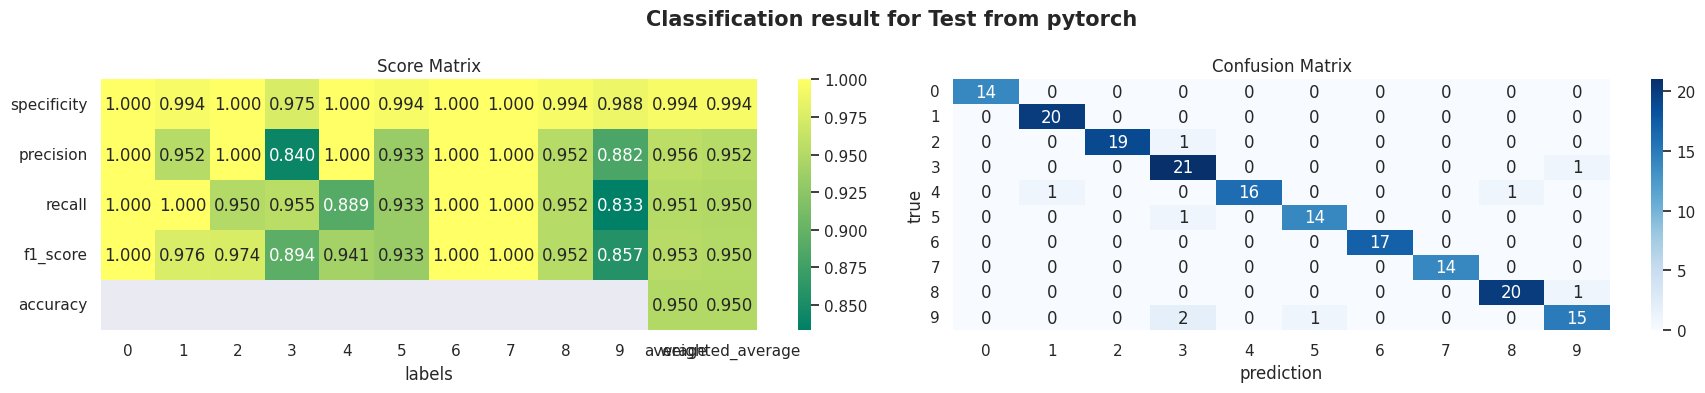 Classification result for Test from pytorch
Score Matrix
specificity 1.000 0.994 1.000 0.975 1.000 0.994 1.000 1.000 0.994 0.988 0.994 0.994
precision 1.000 0.952 1.000 0.840 1.000 0.933 1.000 1.000 0.952 0.882 0.956 0.952
recall 1.000 1.000 0.950 0.955 0.889 0.933 1.000 1.000 0.952 0.833 0.951 0.950
f1_score 1.000 0.976 0.974 0.894 0.941 0.933 1.000 1.000 0.952 0.857 0.953 0.950
accuracy 0.950 0.950
0 1 2 3 4 5 6 7 8 9 average weighted_average
labels
1.000
0.975
0.950
0.925
0.900
0.875
0.850
Confusion Matrix
true
0 14 0 0 0 0 0 0 0 0 0
1 0 20 0 0 0 0 0 0 0 0
2 0 0 19 1 0 0 0 0 0 0
3 0 0 0 21 0 0 0 0 0 1
4 0 1 0 0 16 0 0 0 1 0
5 0 0 0 1 0 14 0 0 0 0
6 0 0 0 0 0 0 17 0 0 0
7 0 0 0 0 0 0 0 14 0 0
8 0 0 0 0 0 0 0 0 20 1
9 0 0 0 2 0 1 0 0 0 15
0 1 2 3 4 5 6 7 8 9
prediction
20
15
10
5
0